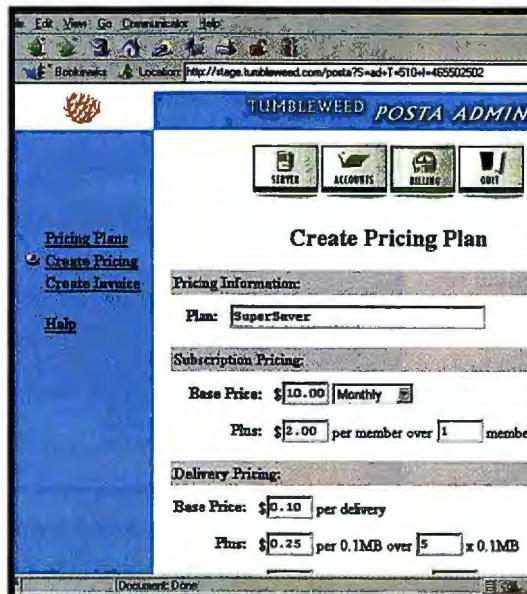 Edit View Go Communicator Help
Bookmarks Location: http://stage.tumbleweed.com/posta?S=ad+T=510+I=465502502
TUMBLEWEED POSTA ADMIN
SERVER ACCOUNTS BILLING QUIT
Pricing Plans
Create Pricing
Create Invoice
Help
Create Pricing Plan
Pricing Information:
Plan: SuperSaver
Subscription Pricing:
Base Price: $10.00 Monthly
Plus: $2.00 per member over 1 membe
Delivery Pricing:
Base Price: $0.10 per delivery
Plus: $0.25 per 0.1MB over 5 x 0.1MB
Document: Done